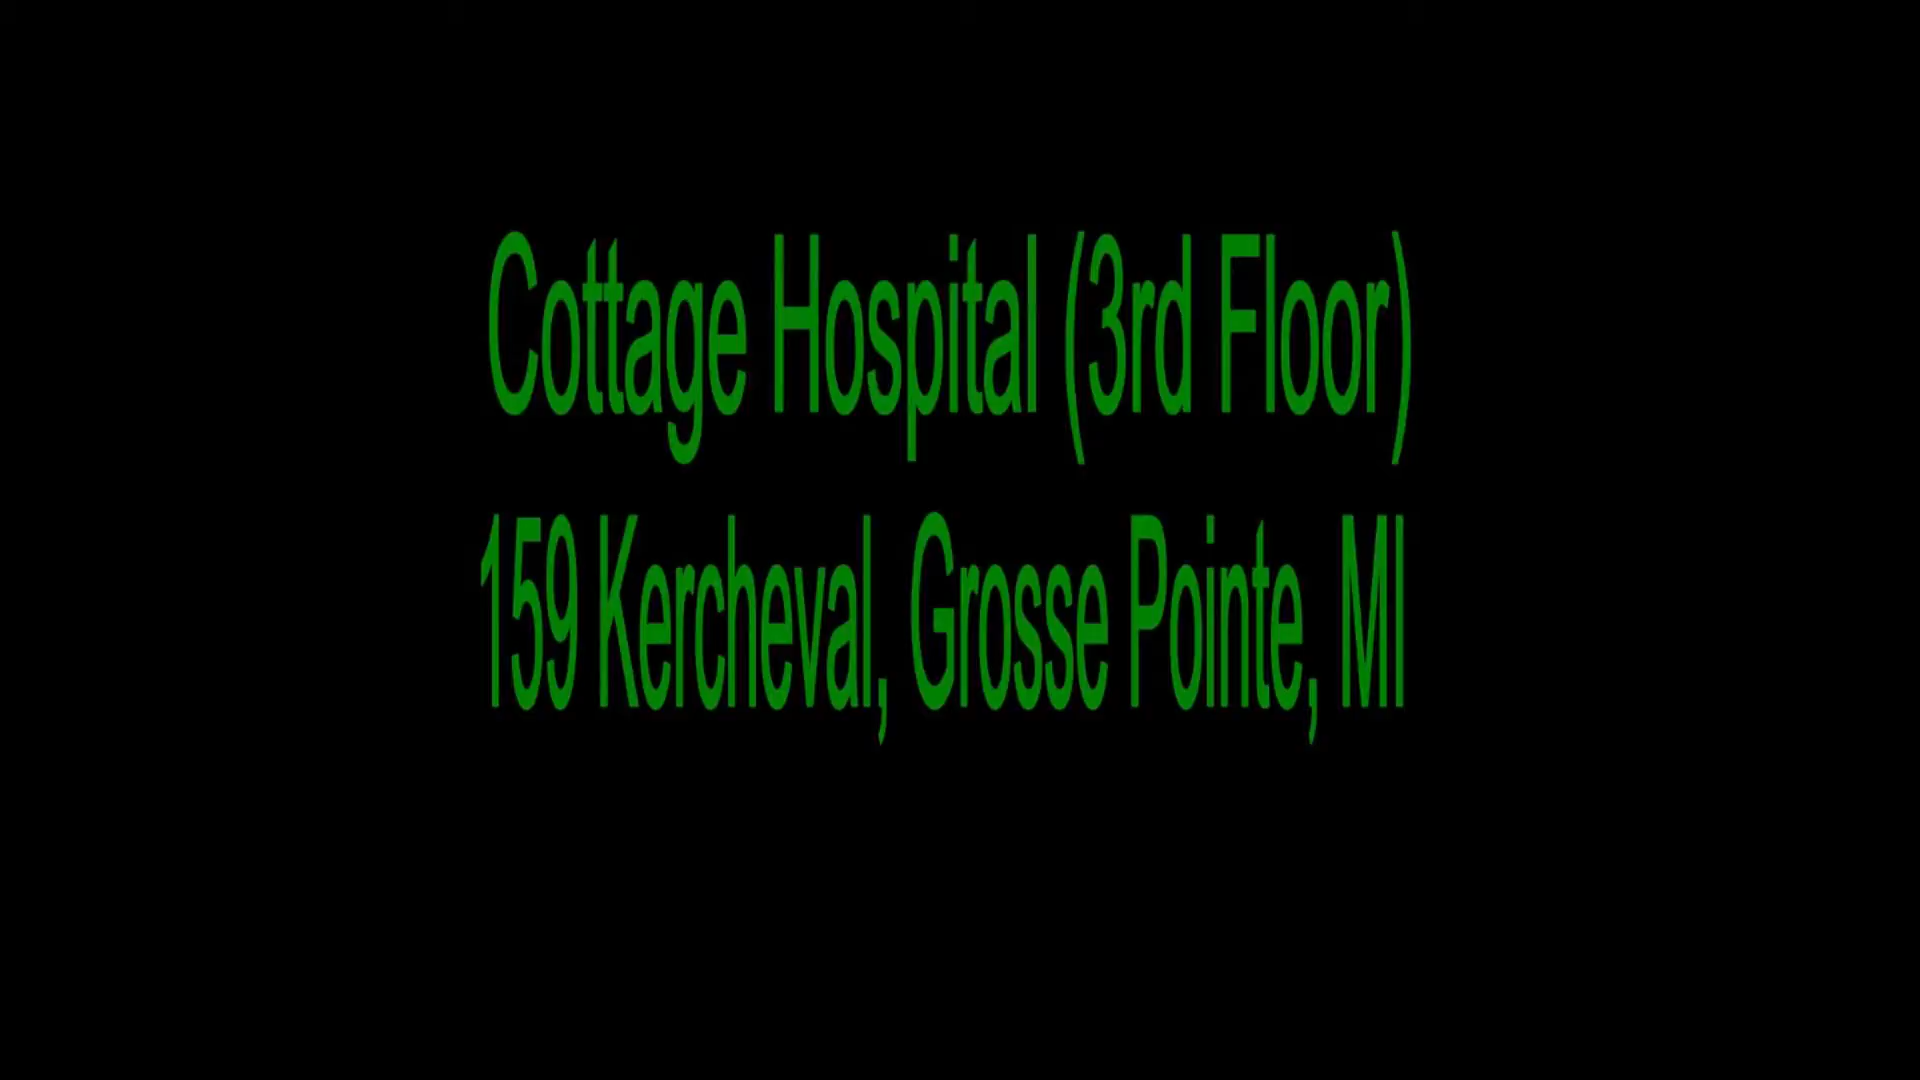 Cottage Hospital (3rd Floor)
159 Kercheval, Grosse Pointe, MI